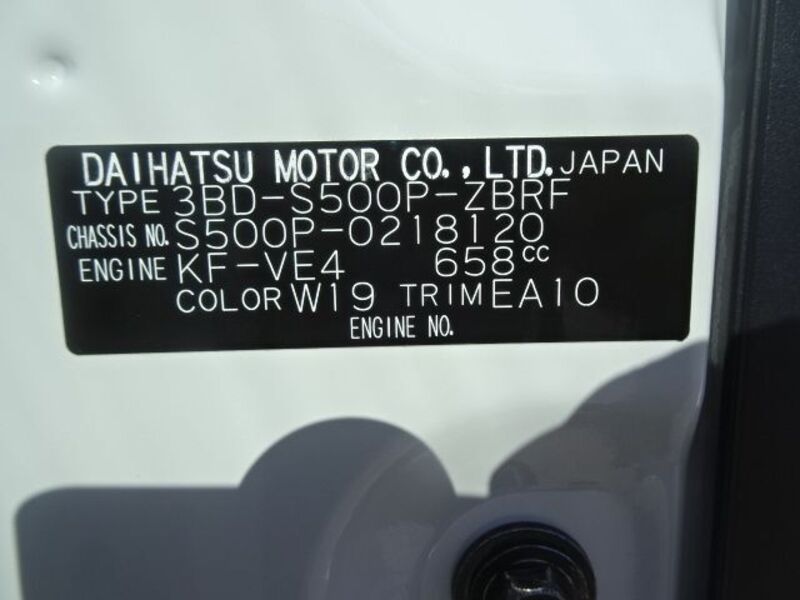 DAIHATSU MOTOR CO., LTD. JAPAN
TYPE 3BD-S500P-ZBRF
CHASSIS NO. S500P-0218120
ENGINE KF-VE4 658cc
COLOR W19 TRIM EA10
ENGINE NO.